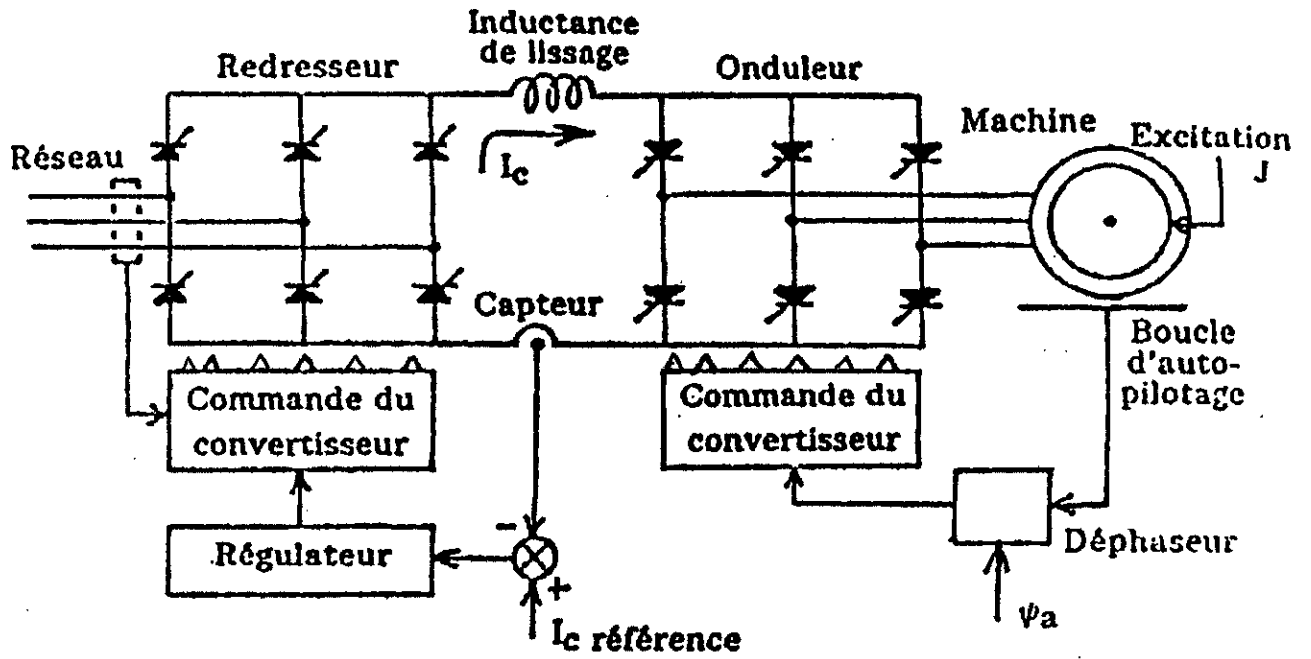 Inductance
de lissage
Redresseur
Onduleur
Machine
Excitation
J
Réseau
Ic
Capteur
Boucle
d'auto-
pilotage
Commande du
convertisseur
Commande du
convertisseur
-
Régulateur
+
Ic référence
Déphaseur
ψa